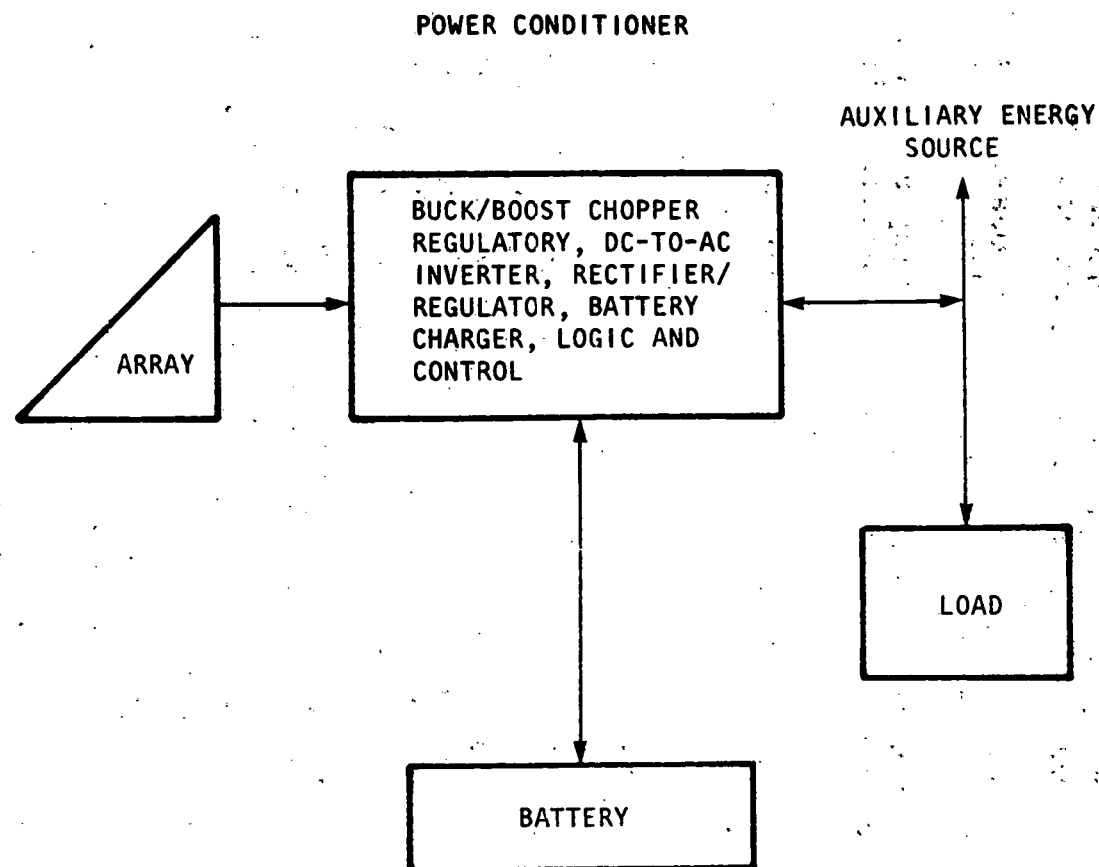 POWER CONDITIONER
AUXILIARY ENERGY
SOURCE
BUCK/BOOST CHOPPER
REGULATORY, DC-TO-AC
INVERTER, RECTIFIER/
REGULATOR, BATTERY
CHARGER, LOGIC AND
CONTROL
ARRAY
LOAD
BATTERY